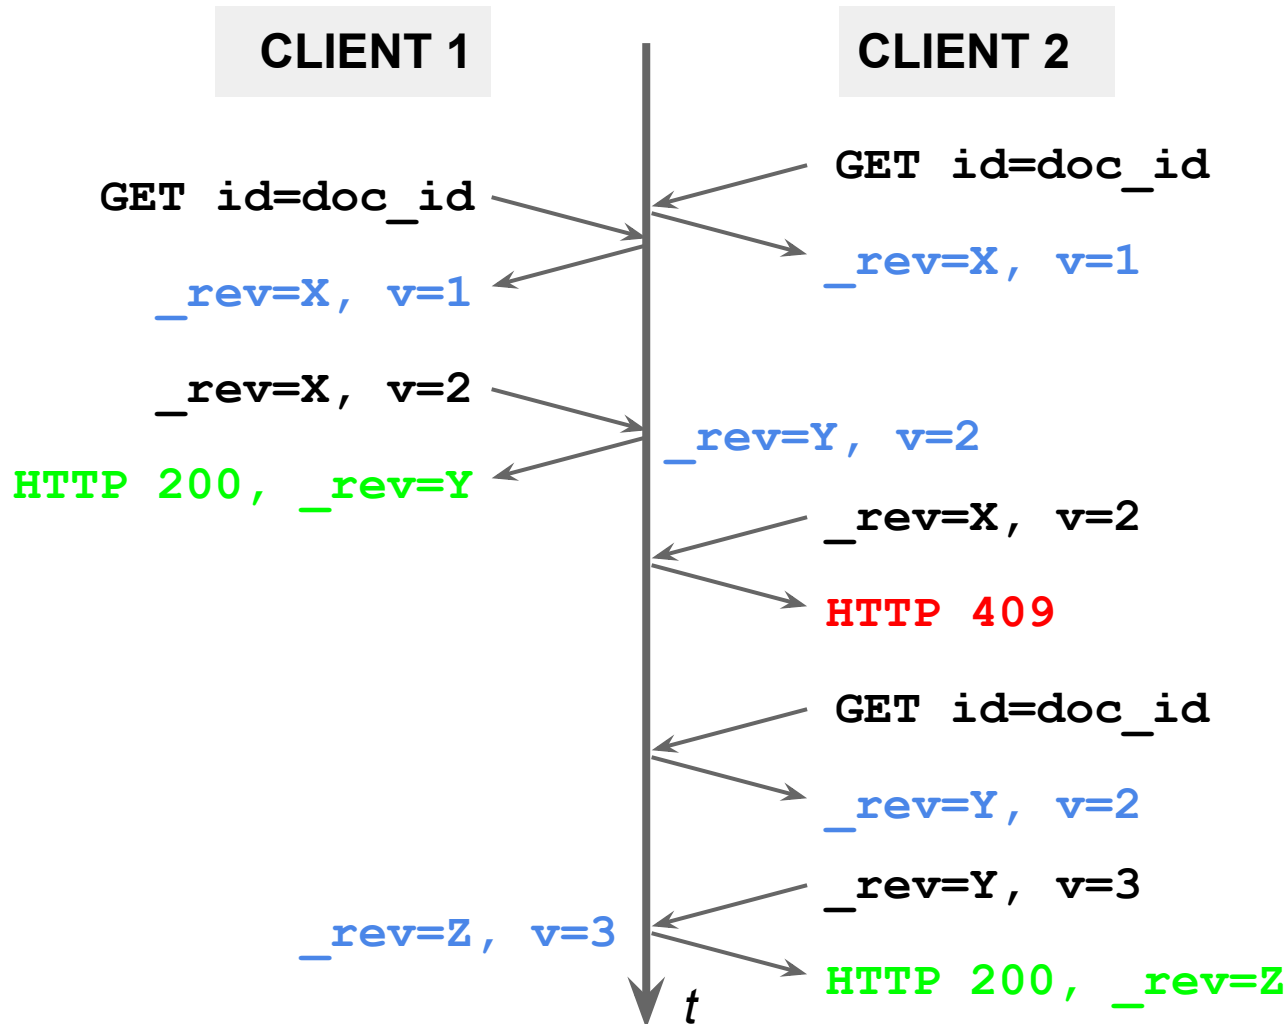 CLIENT 1
CLIENT 2
GET id=doc_id
GET id=doc_id
_rev=X, v=1
_rev=X, v=1
_rev=X, v=2
_rev=Y, v=2
HTTP 200, _rev=Y
_rev=X, v=2
HTTP 409
GET id=doc_id
_rev=Y, v=2
_rev=Y, v=3
_rev=Z, v=3
HTTP 200, _rev=Z
t